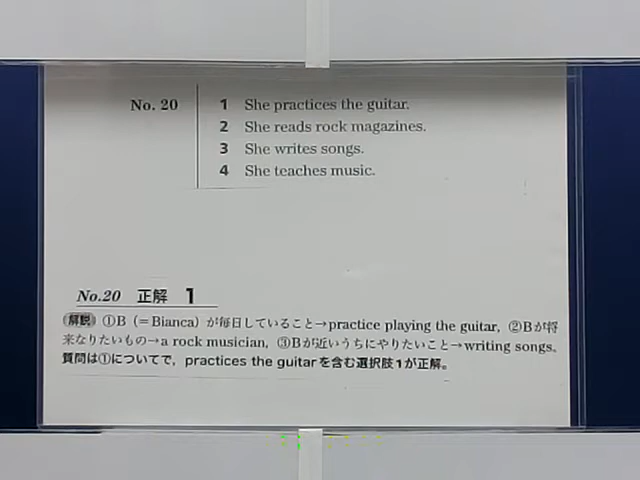 No. 20
1 She practices the guitar.
2 She reads rock magazines.
3 She writes songs.
4 She teaches music.
No.20 正解 1
解説 ①B（＝Bianca）が毎日していること→practice playing the guitar, ②Bが将
来なりたいもの→a rock musician, ③Bが近いうちにやりたいこと→writing songs。
質問は①についてで，practices the guitarを含む選択肢1が正解。